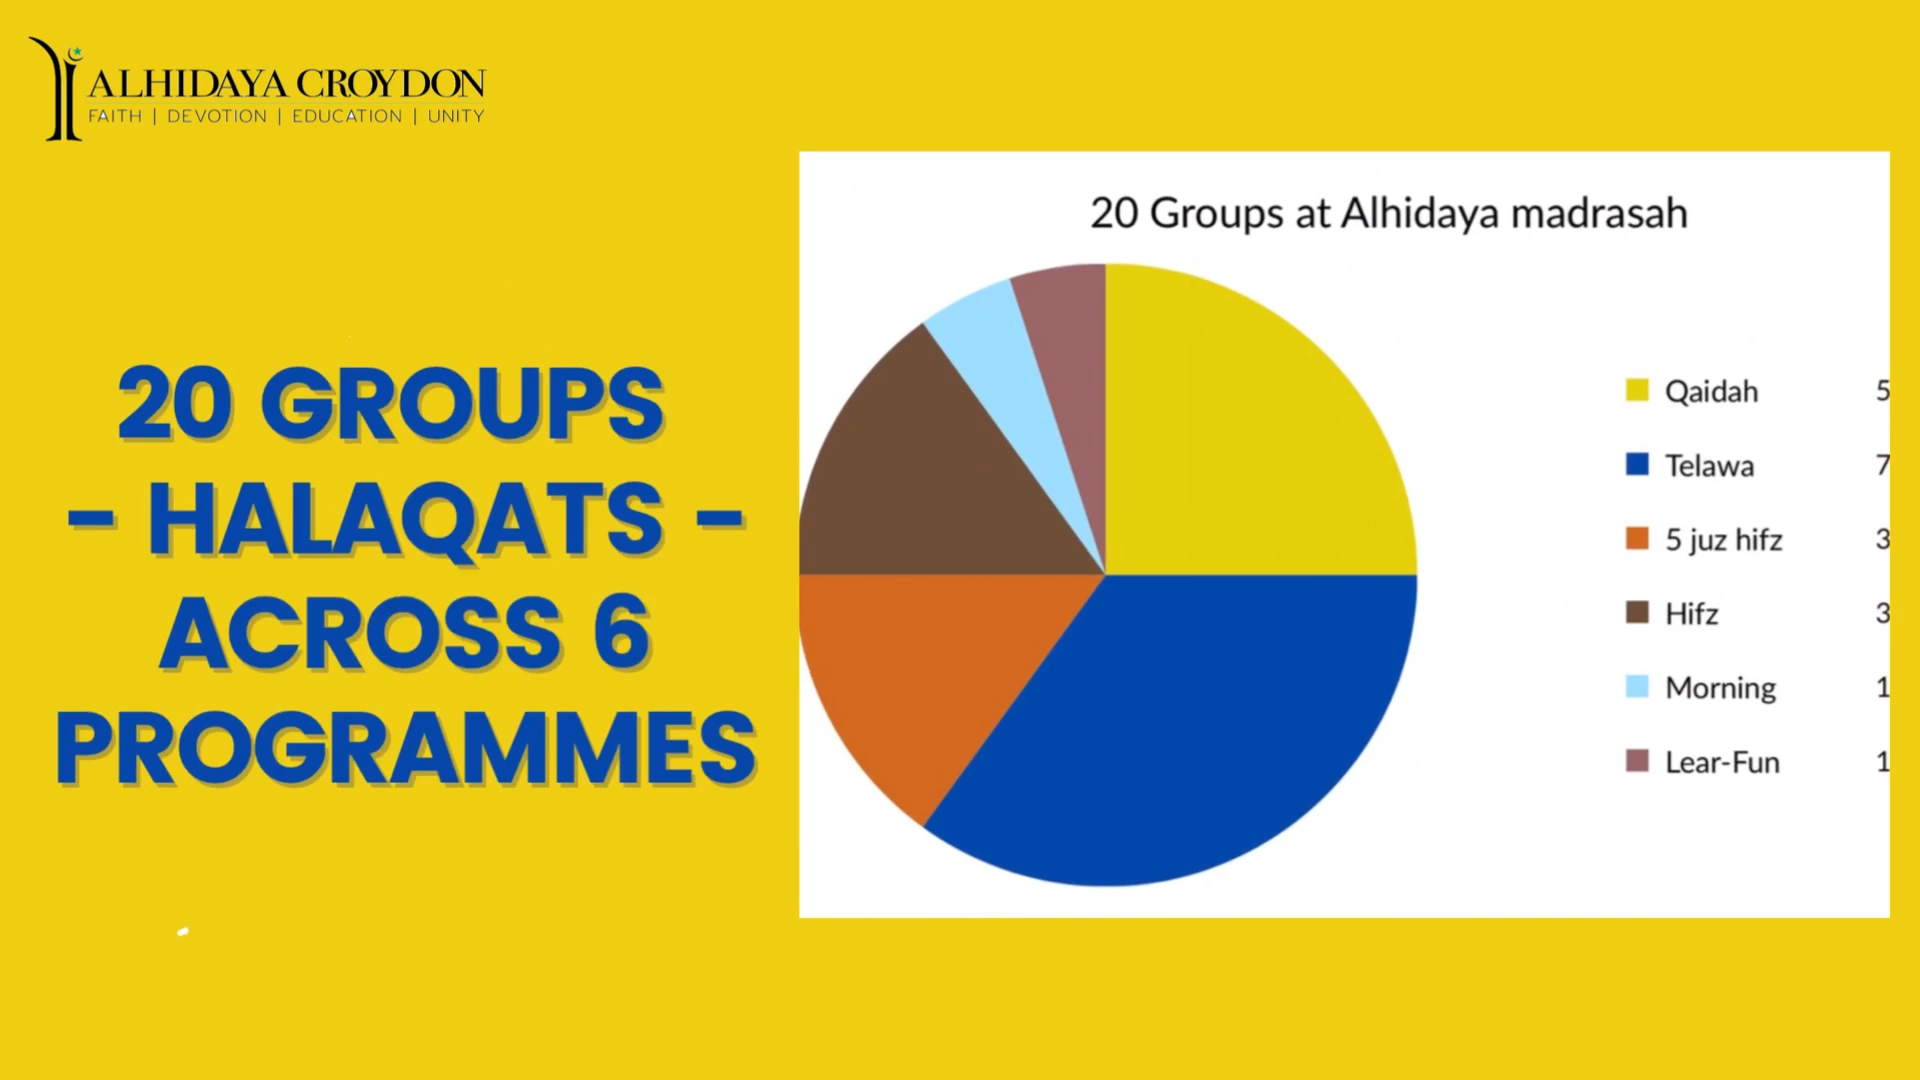 ALHIDAYA CROYDON
FAITH | DEVOTION | EDUCATION | UNITY
20 GROUPS
- HALAQATS -
ACROSS 6
PROGRAMMES
20 Groups at Alhidaya madrasah
Qaidah 5
Telawa 7
5 juz hifz 3
Hifz 3
Morning 1
Lear-Fun 1